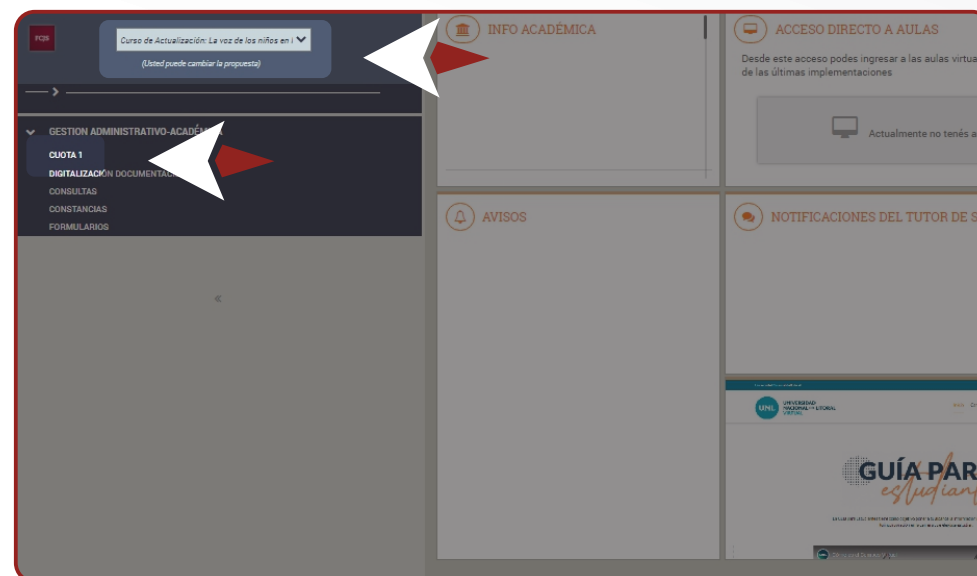 FCJS
Curso de Actualización: La voz de los niños en l
(Usted puede cambiar la propuesta)
GESTION ADMINISTRATIVO-ACADÉM
CUOTA 1
DIGITALIZACIÓN DOCUMENTAC
CONSULTAS
CONSTANCIAS
FORMULARIOS
INFO ACADÉMICA
ACCESO DIRECTO A AULAS
Desde este acceso podes ingresar a las aulas virtua
de las últimas implementaciones
Actualmente no tenés a
AVISOS
NOTIFICACIONES DEL TUTOR DE S
UNL
UNIVERSIDAD
NACIONAL DEL LITORAL
VIRTUAL
GUÍA PAR
estudiant
UNL